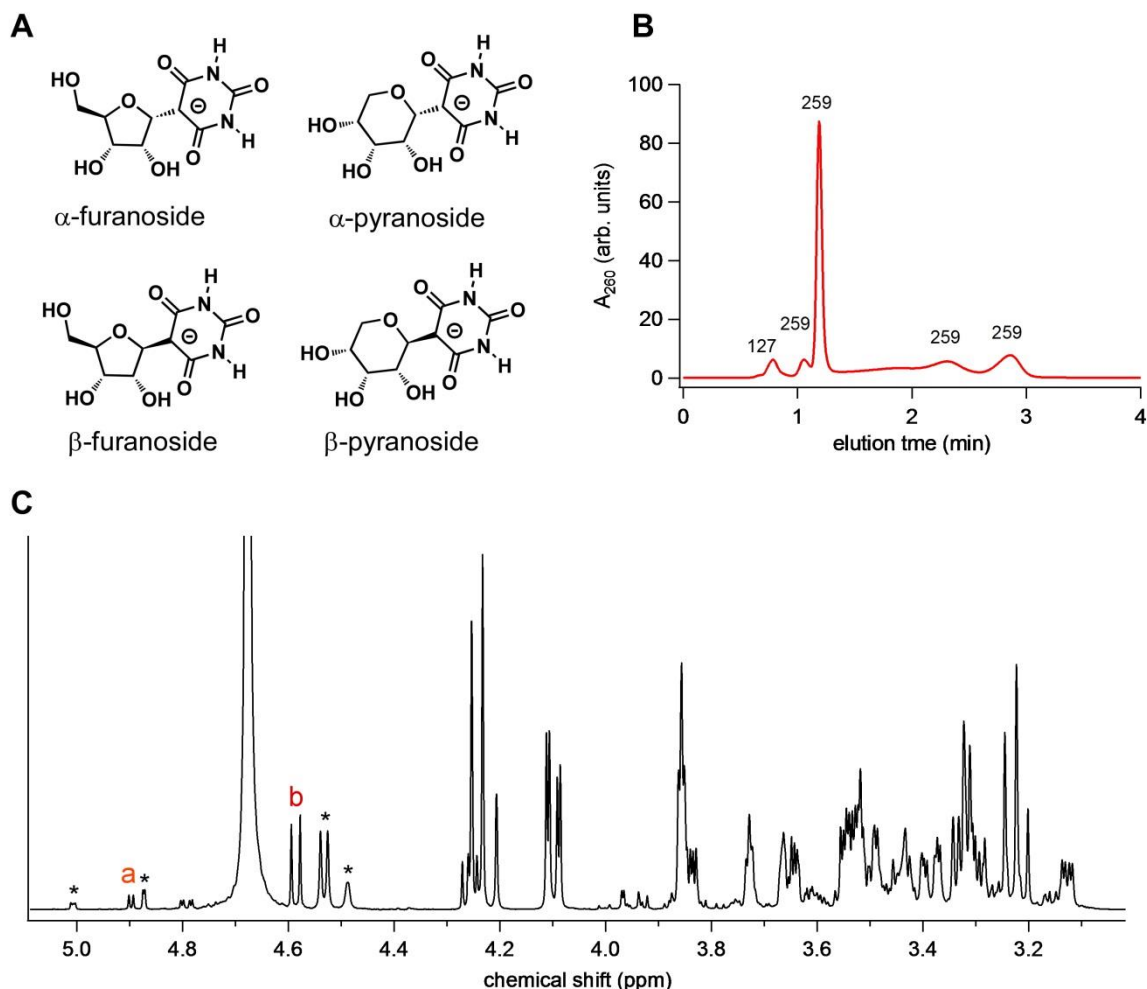 A
HO
O
HO
OH
O
N
H
O
N
H
O
⊖
α-furanoside
O
HO
HO
OH
O
N
H
O
N
H
O
⊖
α-pyranoside
HO
O
HO
OH
O
N
H
O
N
H
O
⊖
β-furanoside
O
HO
HO
OH
O
N
H
O
N
H
O
⊖
β-pyranoside
B
100
80
60
40
20
0
A260 (arb. units)
127
259
259
259
259
0 1 2 3 4
elution tme (min)
C
* a * b * *
5.0 4.8 4.6 4.4 4.2 4.0 3.8 3.6 3.4 3.2
chemical shift (ppm)